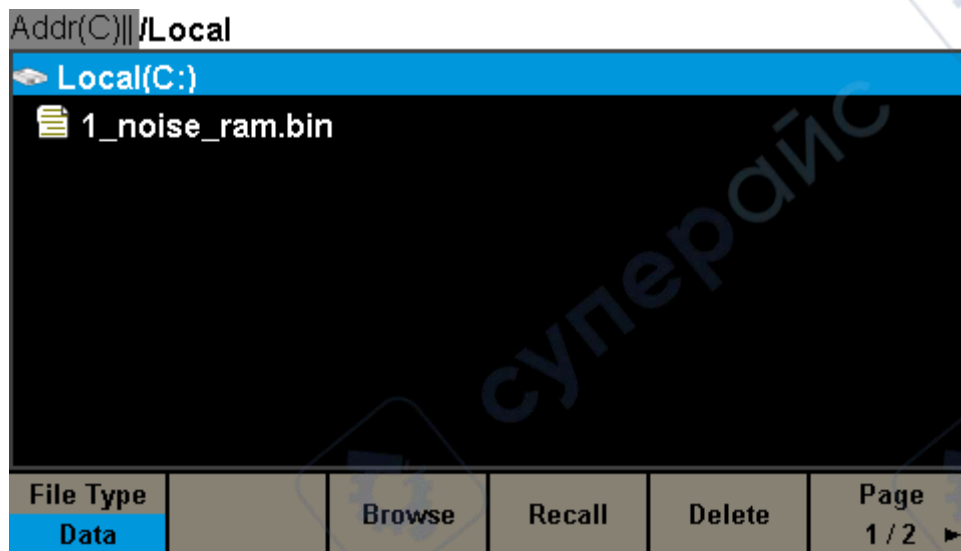 Addr(C)|| /Local
Local(C:)
1_noise_ram.bin
суперайс
File Type
Data
Browse
Recall
Delete
Page
1 / 2